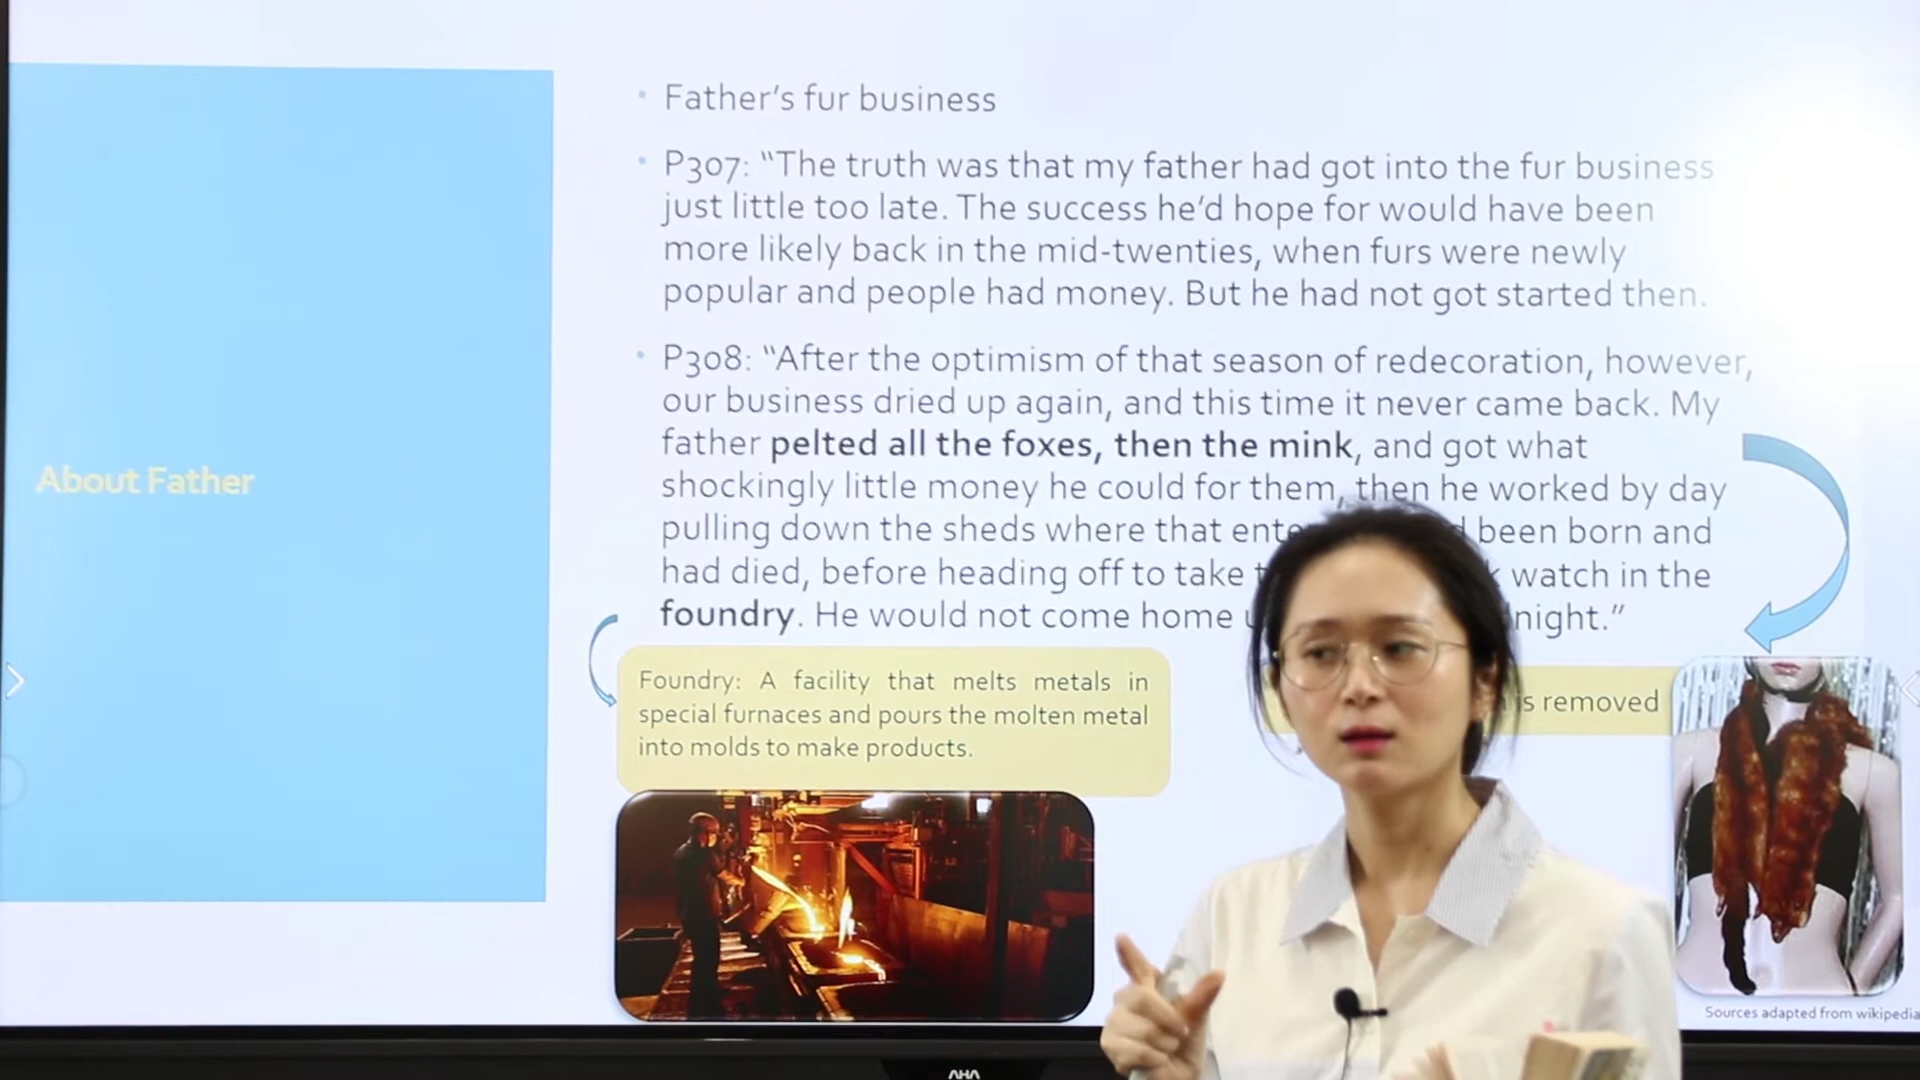 Father's fur business
P307: "The truth was that my father had got into the fur business
just little too late. The success he'd hope for would have been
more likely back in the mid-twenties, when furs were newly
popular and people had money. But he had not got started then.
P308: "After the optimism of that season of redecoration, however,
our business dried up again, and this time it never came back. My
father pelted all the foxes, then the mink, and got what
shockingly little money he could for them, then he worked by day
pulling down the sheds where that been born and
had died, before heading off to take watch in the
foundry. He would not come home night."
About Father
Foundry: A facility that melts metals in
special furnaces and pours the molten metal
into molds to make products.
is removed
Sources adapted from wikipedia
AHA